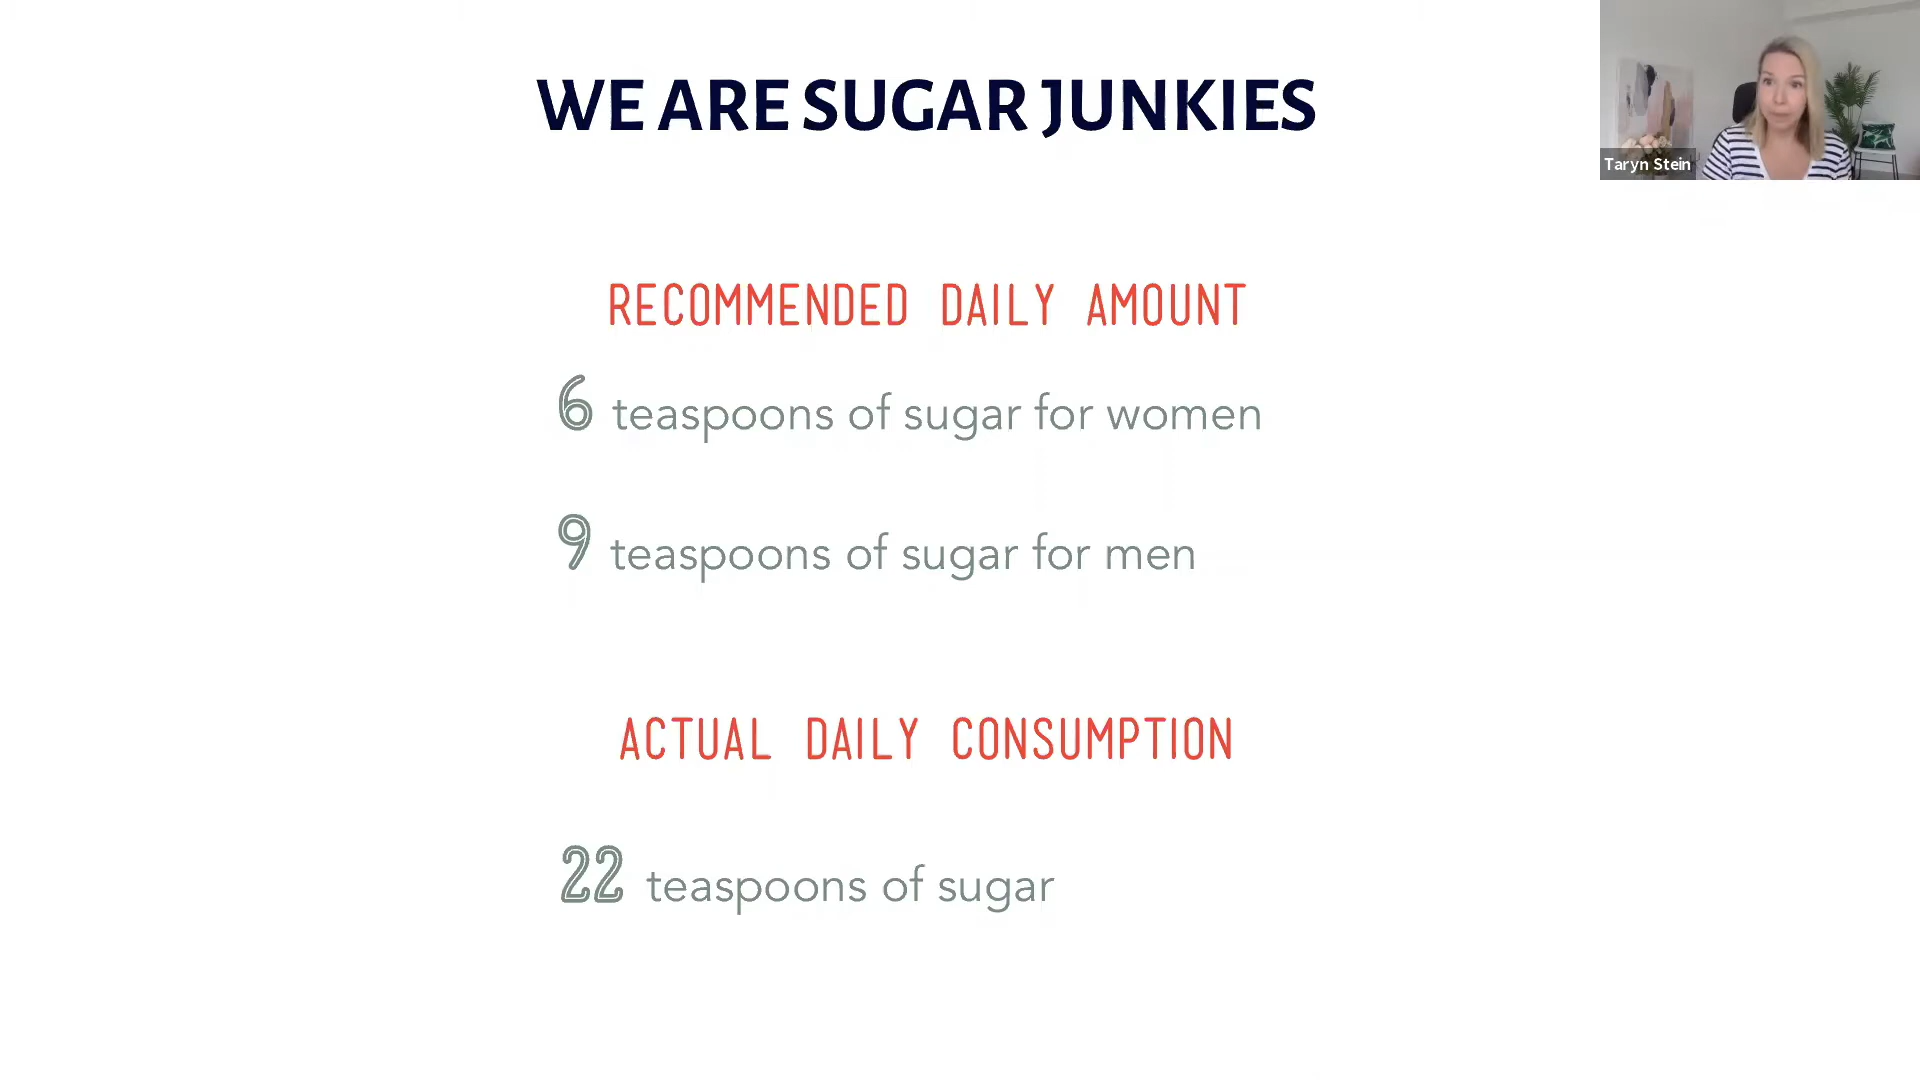 WE ARE SUGAR JUNKIES
Taryn Stein
RECOMMENDED DAILY AMOUNT
6 teaspoons of sugar for women
9 teaspoons of sugar for men
ACTUAL DAILY CONSUMPTION
22 teaspoons of sugar